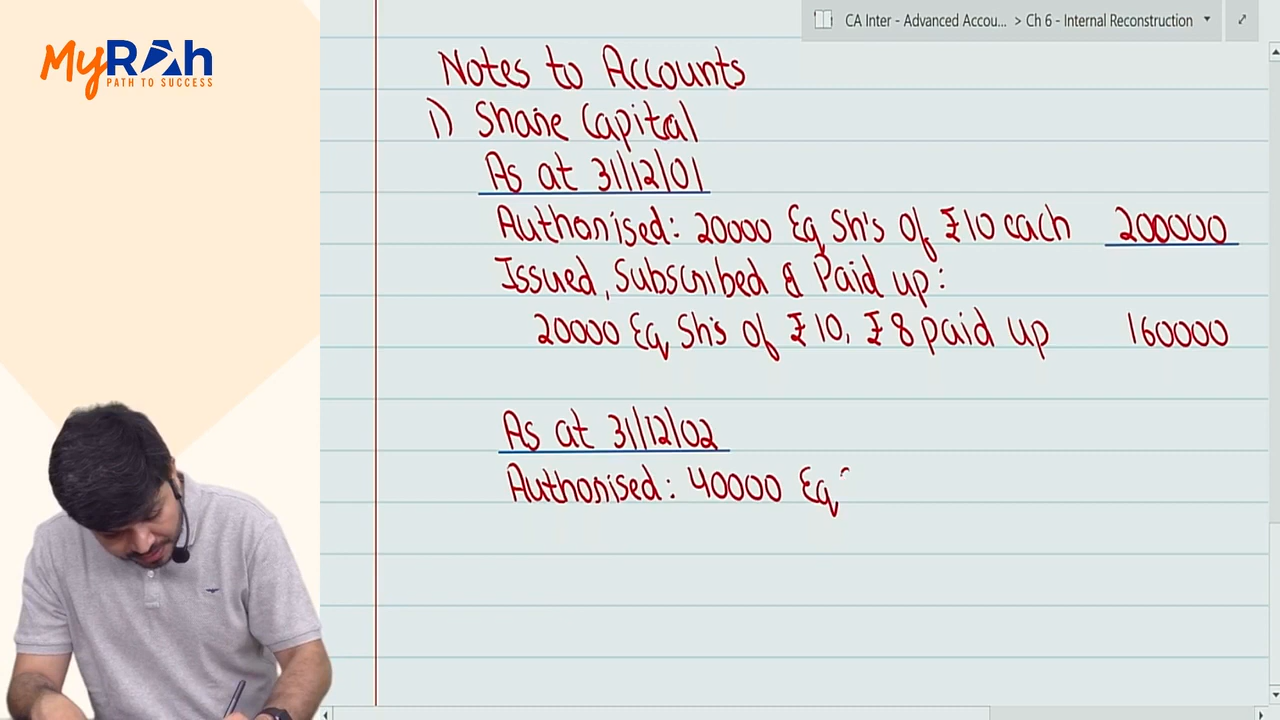 MyRAh
PATH TO SUCCESS
CA Inter - Advanced Accou... > Ch 6 - Internal Reconstruction
Notes to Accounts
1) Share Capital
As at 31/12/01
Authorised: 20000 Eq Sh's of ₹10 each 200000
Issued, Subscribed & Paid up:
20000 Eq Sh's of ₹10, ₹8 paid up 160000
As at 31/12/02
Authorised: 40000 Eq